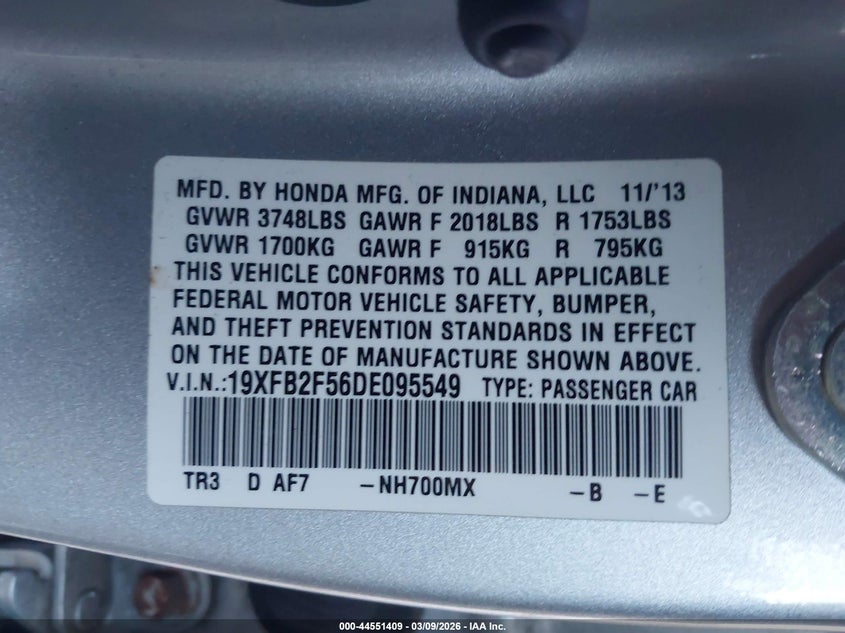 MFD. BY HONDA MFG. OF INDIANA, LLC 11/'13
GVWR 3748LBS GAWR F 2018LBS R 1753LBS
GVWR 1700KG GAWR F 915KG R 795KG
THIS VEHICLE CONFORMS TO ALL APPLICABLE
FEDERAL MOTOR VEHICLE SAFETY, BUMPER,
AND THEFT PREVENTION STANDARDS IN EFFECT
ON THE DATE OF MANUFACTURE SHOWN ABOVE.
V.I.N.:19XFB2F56DE095549 TYPE: PASSENGER CAR
TR3 D AF7 –NH700MX –B –E
000-44551409 - 03/09/2026 - IAA Inc.